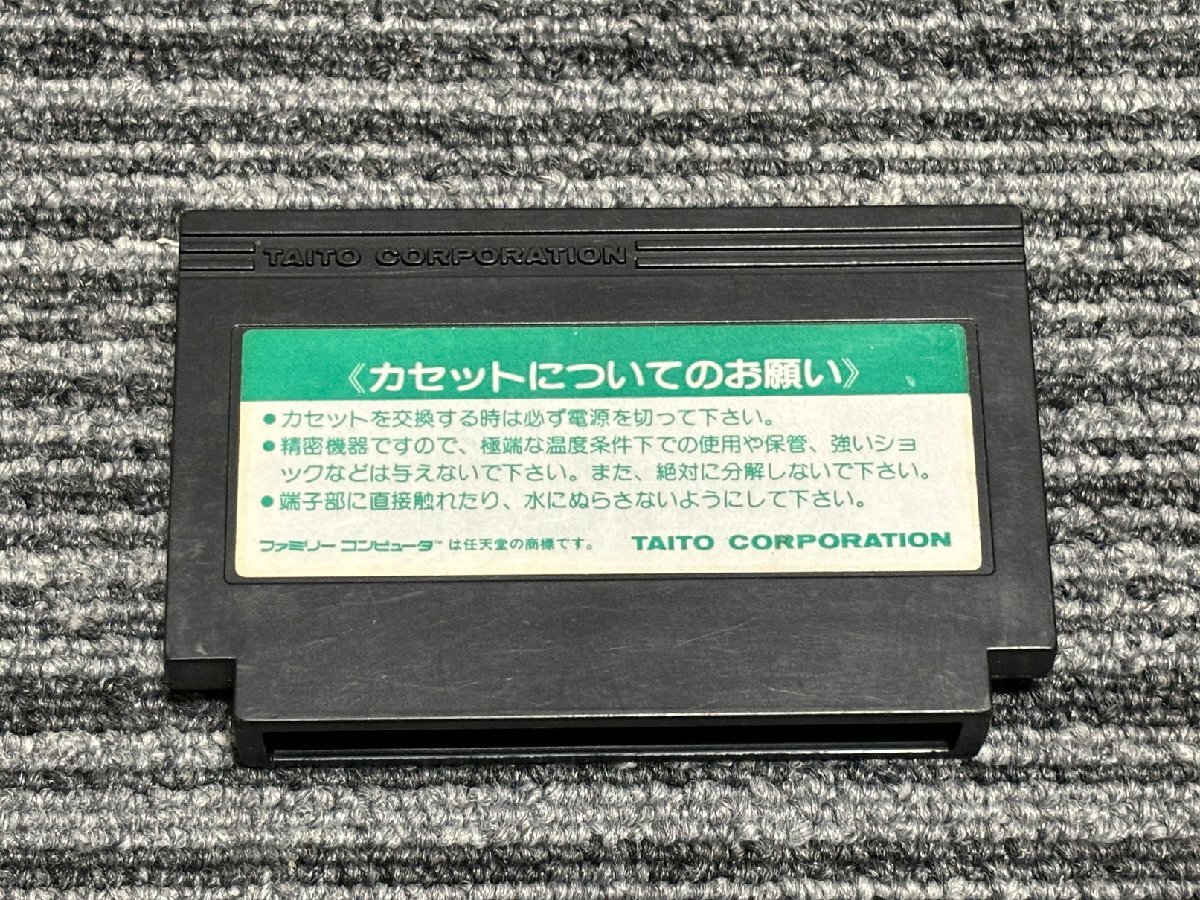 TAITO CORPORATION
《カセットについてのお願い》
●カセットを交換する時は必ず電源を切って下さい。
●精密機器ですので、極端な温度条件下での使用や保管、強いショ
ックなどは与えないで下さい。また、絶対に分解しないで下さい。
●端子部に直接触れたり、水にぬらさないようにして下さい。
ファミリーコンピュータ™は任天堂の商標です。 TAITO CORPORATION